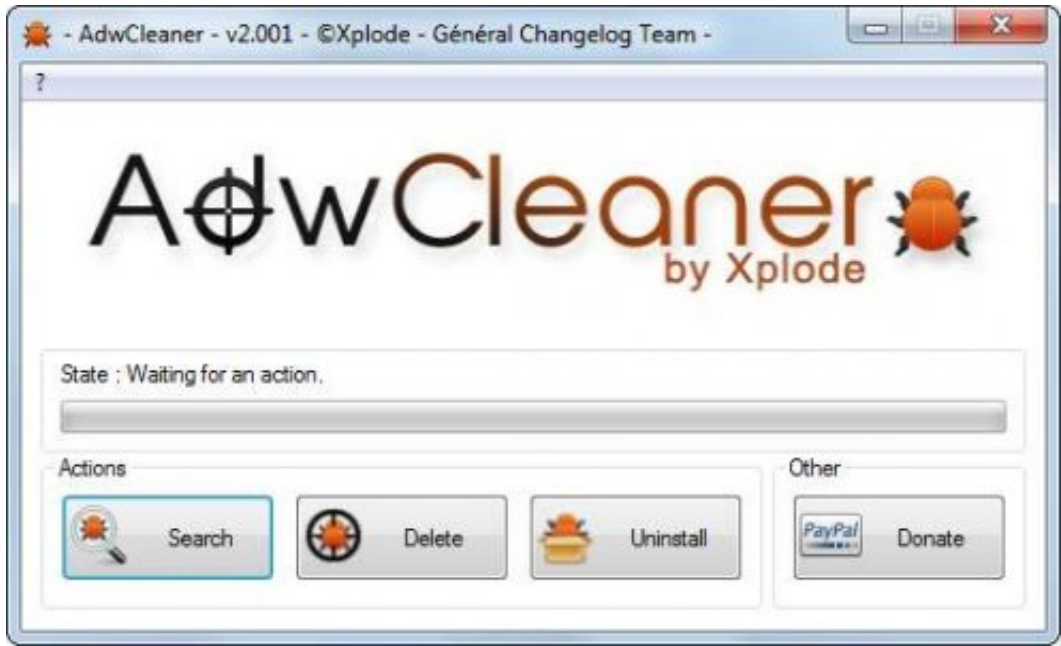 - AdwCleaner - v2.001 - ©Xplode - Général Changelog Team -
?
AdwCleaner
by Xplode
State : Waiting for an action.
Actions
Other
Search
Delete
Uninstall
PayPal
Donate